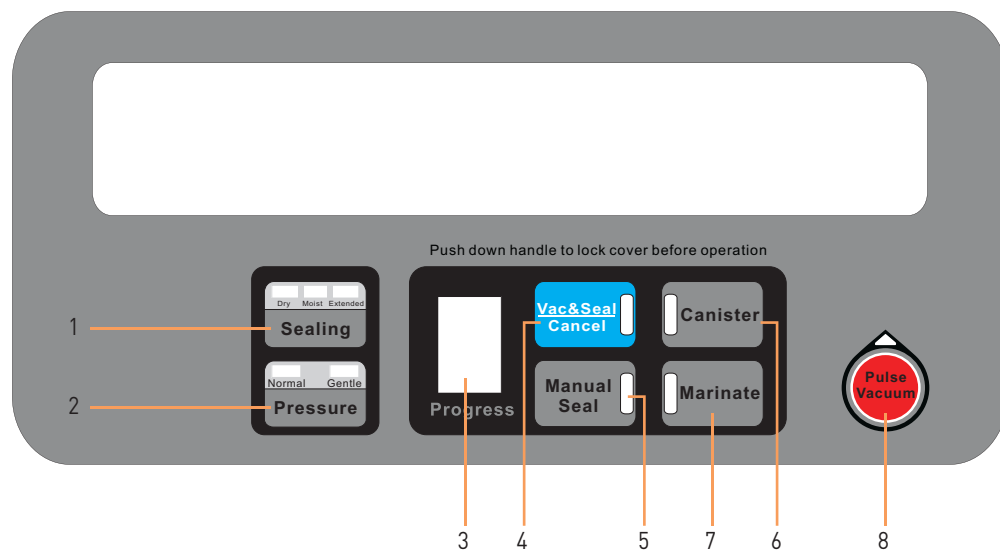 Push down handle to lock cover before operation
Dry Moist Extended
Sealing
Normal Gentle
Pressure
Progress
Vac&Seal
Cancel
Canister
Manual
Seal
Marinate
Pulse
Vacuum
1
2
3 4 5 7 6 8